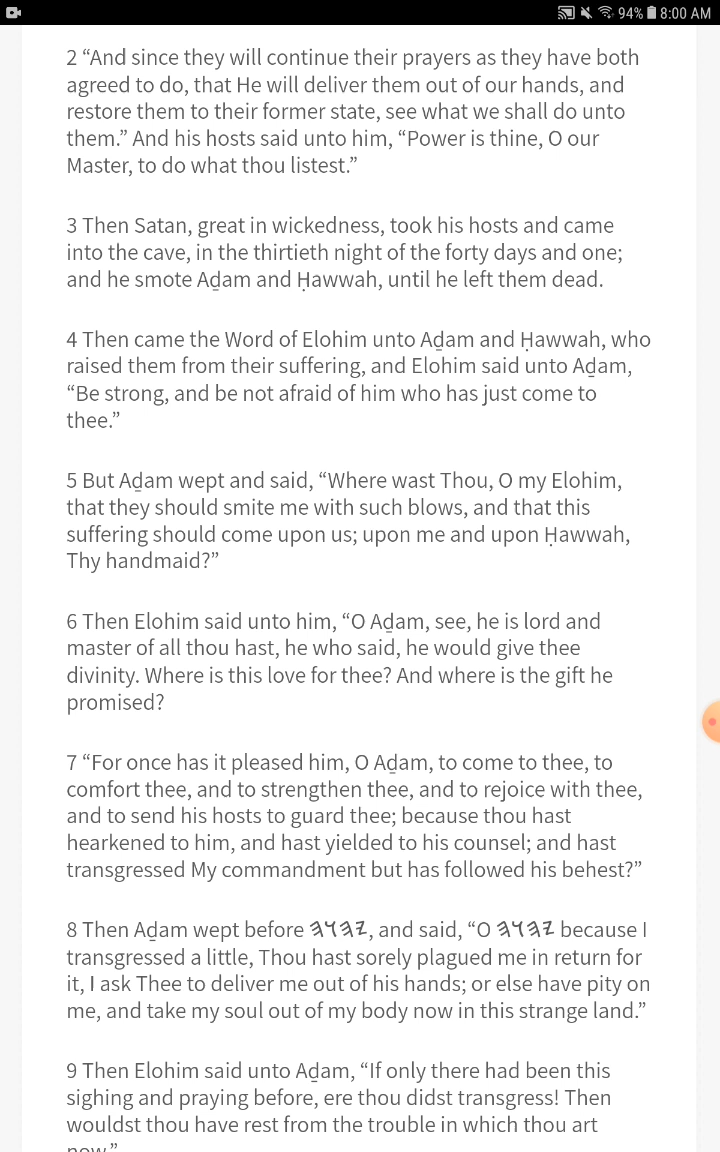 94% 8:00 AM
2 “And since they will continue their prayers as they have both
agreed to do, that He will deliver them out of our hands, and
restore them to their former state, see what we shall do unto
them.” And his hosts said unto him, “Power is thine, O our
Master, to do what thou listest.”
3 Then Satan, great in wickedness, took his hosts and came
into the cave, in the thirtieth night of the forty days and one;
and he smote Aḏam and Ḥawwah, until he left them dead.
4 Then came the Word of Elohim unto Aḏam and Ḥawwah, who
raised them from their suffering, and Elohim said unto Aḏam,
“Be strong, and be not afraid of him who has just come to
thee.”
5 But Aḏam wept and said, “Where wast Thou, O my Elohim,
that they should smite me with such blows, and that this
suffering should come upon us; upon me and upon Ḥawwah,
Thy handmaid?”
6 Then Elohim said unto him, “O Aḏam, see, he is lord and
master of all thou hast, he who said, he would give thee
divinity. Where is this love for thee? And where is the gift he
promised?
7 “For once has it pleased him, O Aḏam, to come to thee, to
comfort thee, and to strengthen thee, and to rejoice with thee,
and to send his hosts to guard thee; because thou hast
hearkened to him, and hast yielded to his counsel; and hast
transgressed My commandment but has followed his behest?”
8 Then Aḏam wept before 𐤉𐤄𐤅𐤄, and said, “O 𐤉𐤄𐤅𐤄 because I
transgressed a little, Thou hast sorely plagued me in return for
it, I ask Thee to deliver me out of his hands; or else have pity on
me, and take my soul out of my body now in this strange land.”
9 Then Elohim said unto Aḏam, “If only there had been this
sighing and praying before, ere thou didst transgress! Then
wouldst thou have rest from the trouble in which thou art
now.”